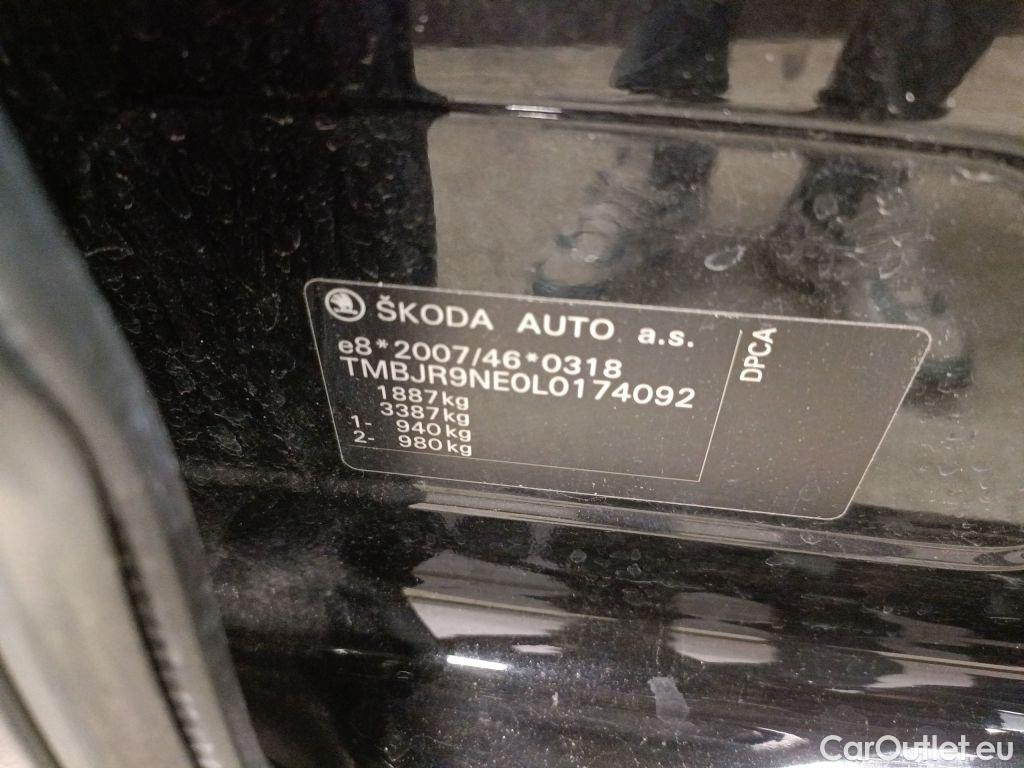 ŠKODA AUTO a.s.
e8*2007/46*0318
TMBJR9NE0L0174092
1887kg
3387kg
1- 940kg
2- 980kg
DPCA
CarOutlet.eu